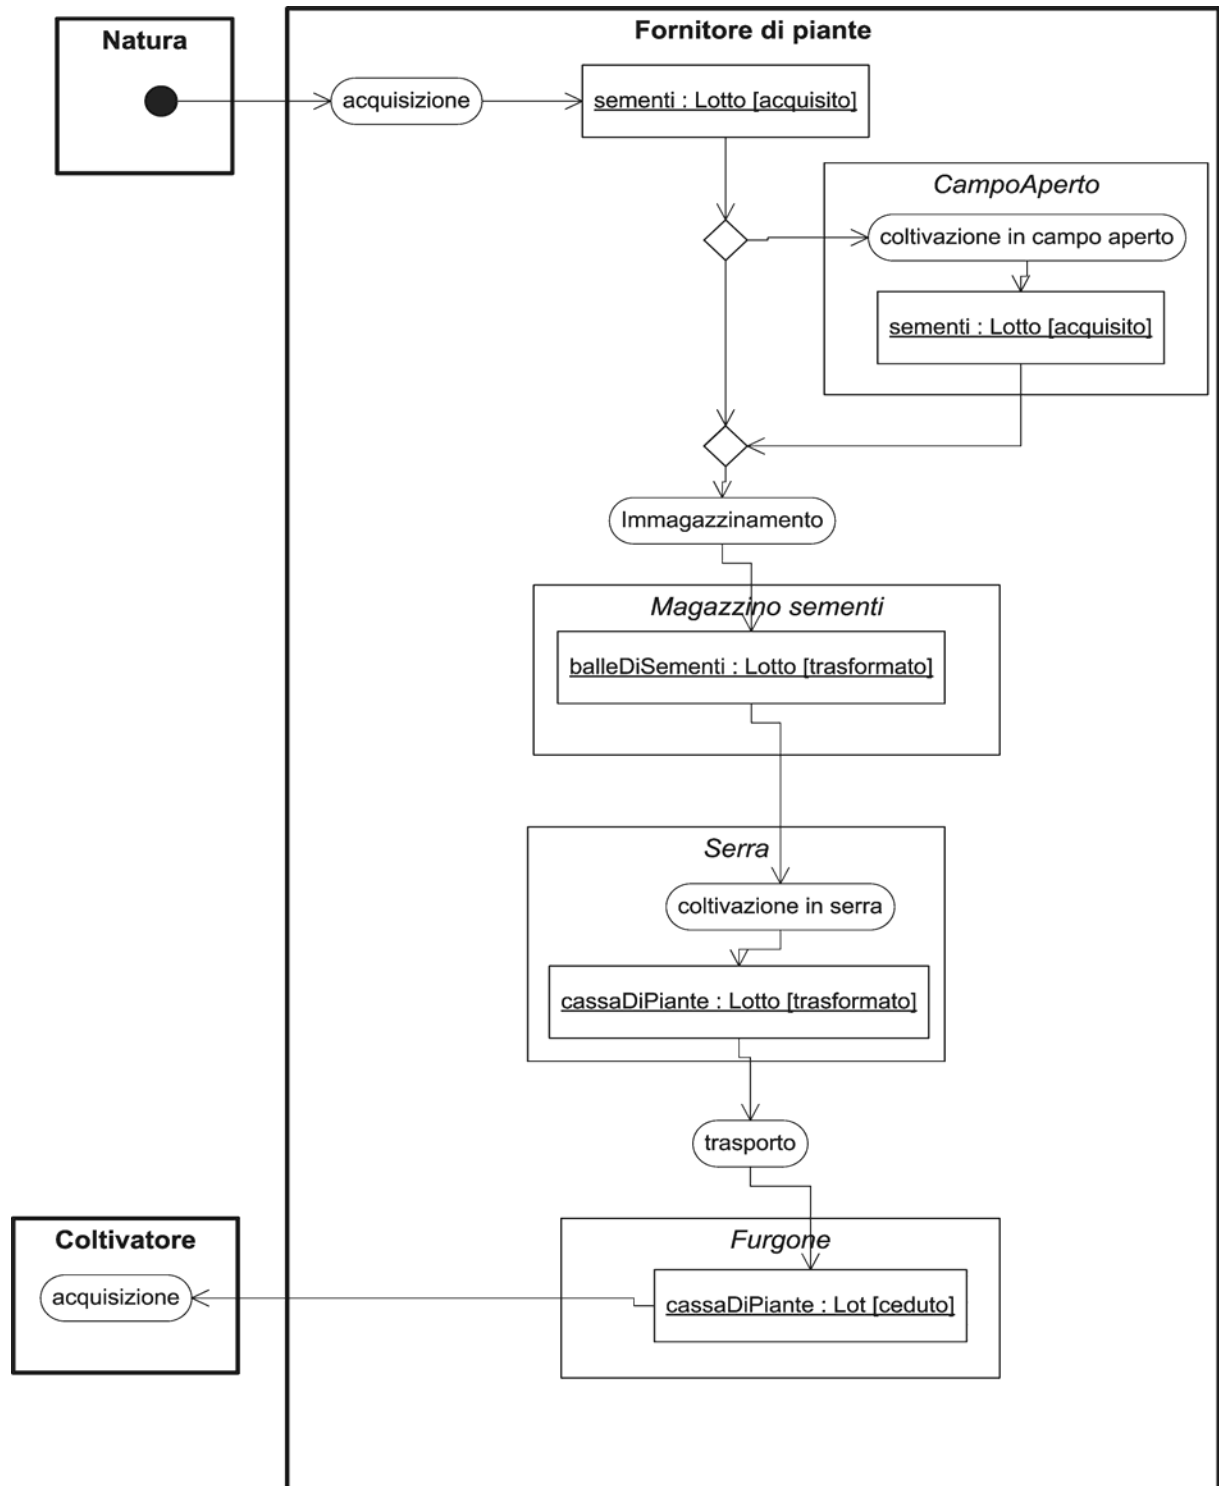 Natura
Fornitore di piante
acquisizione
sementi : Lotto [acquisito]
CampoAperto
coltivazione in campo aperto
sementi : Lotto [acquisito]
Immagazzinamento
Magazzino sementi
balleDiSementi : Lotto [trasformato]
Serra
coltivazione in serra
cassaDiPiante : Lotto [trasformato]
trasporto
Coltivatore
Furgone
acquisizione
cassaDiPiante : Lot [ceduto]